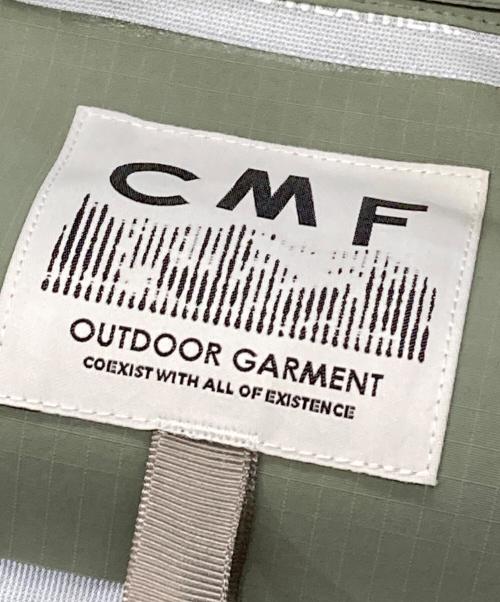 CMF
OUTDOOR GARMENT
COEXIST WITH ALL OF EXISTENCE